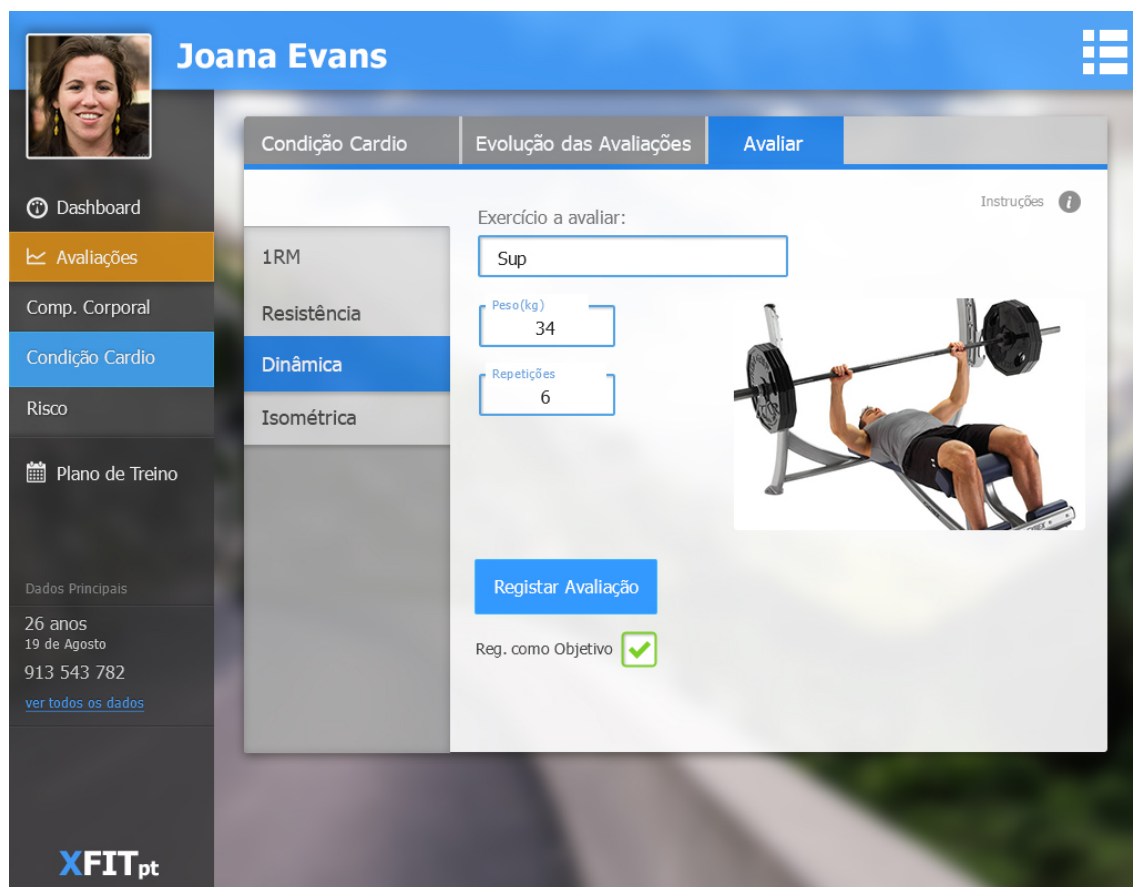 Joana Evans
Condição Cardio
Evolução das Avaliações
Avaliar
Dashboard
Avaliações
Comp. Corporal
Condição Cardio
Risco
Plano de Treino
Dados Principais
26 anos
19 de Agosto
913 543 782
ver todos os dados
XFITpt
1RM
Resistência
Dinâmica
Isométrica
Instruções i
Exercício a avaliar:
Sup
Peso(kg)
34
Repetições
6
Registar Avaliação
Reg. como Objetivo